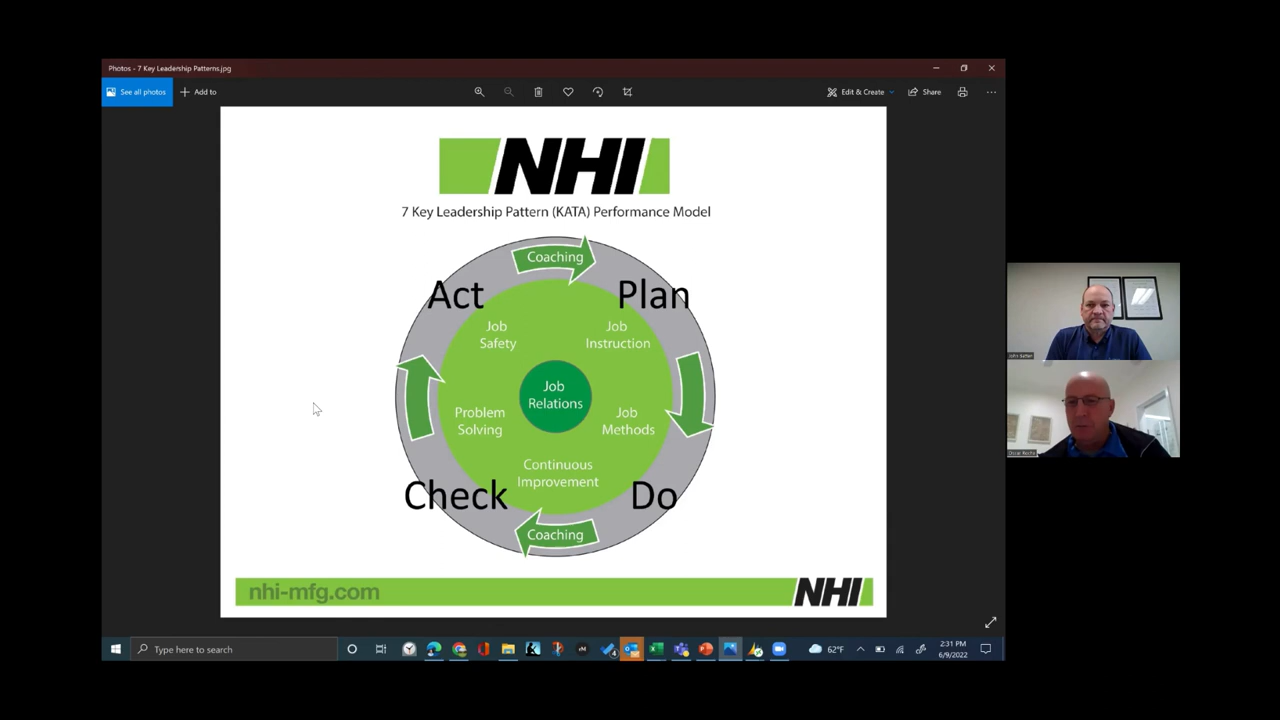 Photos - 7 Key Leadership Patterns.jpg
See all photos
Add to
Edit & Create
Share
NHI
7 Key Leadership Pattern (KATA) Performance Model
Coaching
Act
Plan
Job
Safety
Job
Instruction
Job
Relations
Problem
Solving
Job
Methods
Continuous
Improvement
Check
Do
Coaching
nhi-mfg.com
NHI
Type here to search
62°F
2:31 PM
6/9/2022